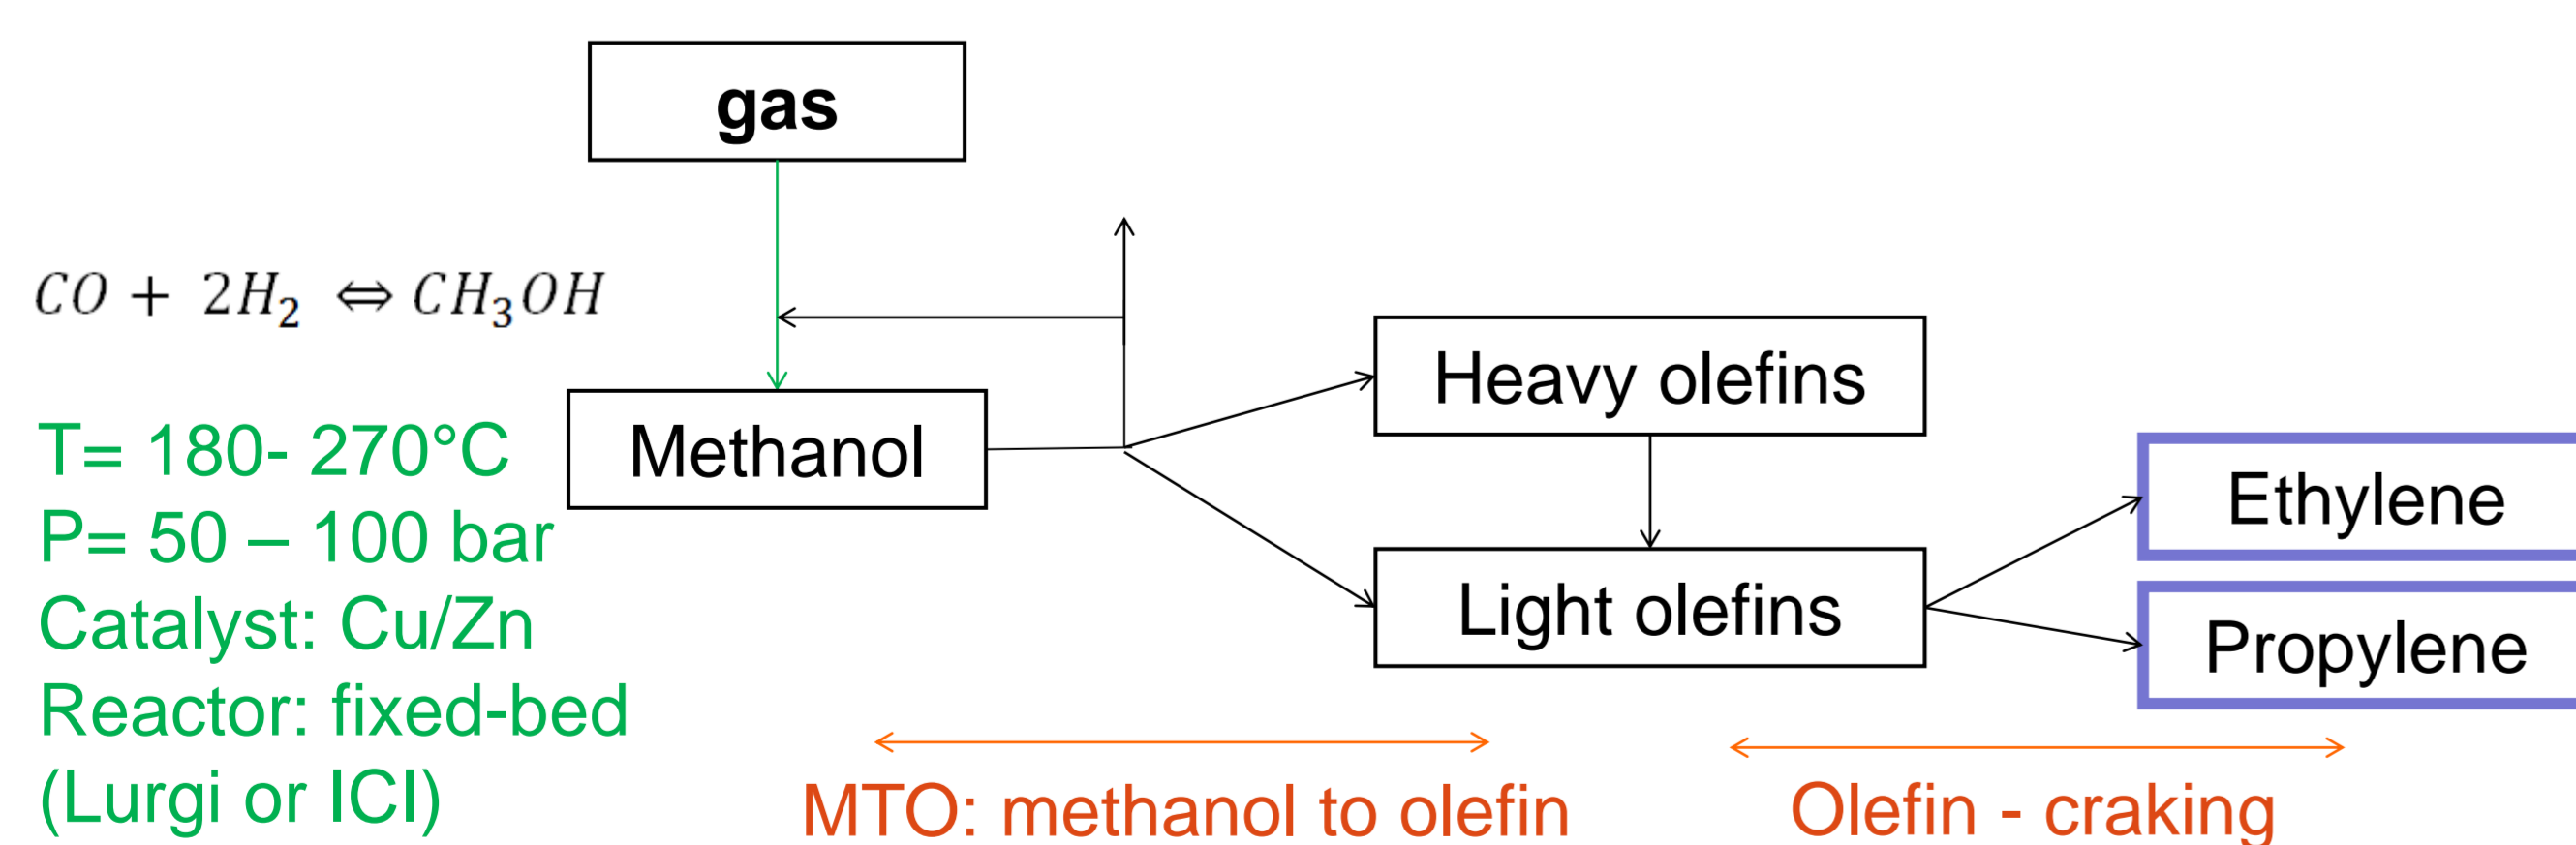 gas
CO + 2H₂ ⇔ CH₃OH
Methanol
T= 180- 270°C
P= 50 – 100 bar
Catalyst: Cu/Zn
Reactor: fixed-bed
(Lurgi or ICI)
Heavy olefins
Light olefins
Ethylene
Propylene
MTO: methanol to olefin
Olefin - craking